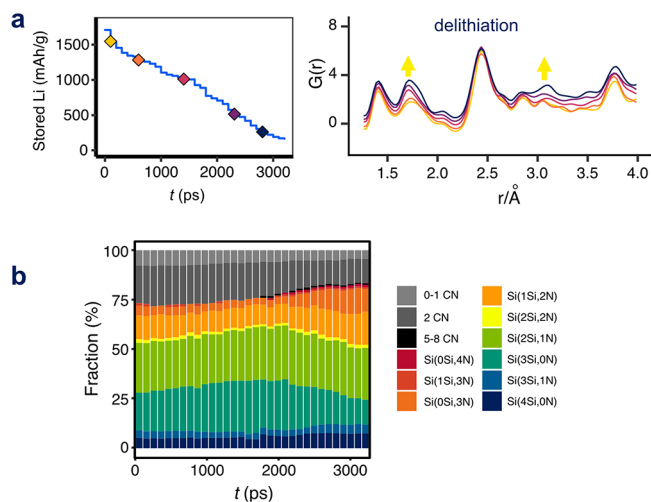 a
Stored Li (mAh/g)
1500
1000
500
0
0
1000
2000
3000
t (ps)
delithiation
G(r)
8
4
0
1.5
2.0
2.5
3.0
3.5
4.0
r/Å
b
Fraction (%)
100
75
50
25
0
0
1000
2000
3000
t (ps)
0-1 CN
2 CN
5-8 CN
Si(0Si,4N)
Si(1Si,3N)
Si(0Si,3N)
Si(1Si,2N)
Si(2Si,2N)
Si(2Si,1N)
Si(3Si,0N)
Si(3Si,1N)
Si(4Si,0N)